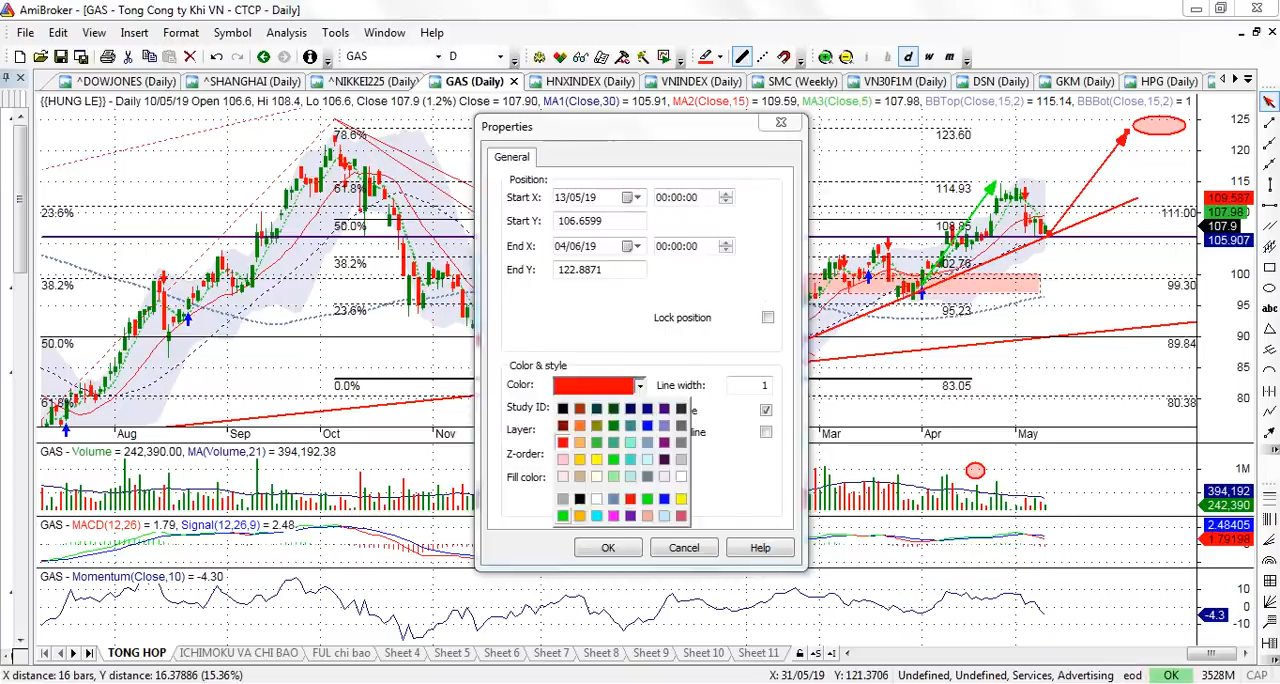 AmiBroker - [GAS - Tong Cong ty Khi VN - CTCP - Daily]
File Edit View Insert Format Symbol Analysis Tools Window Help
GAS D i h d w m
^DOWJONES (Daily) ^SHANGHAI (Daily) ^NIKKEI225 (Daily) GAS (Daily) HNXINDEX (Daily) VNINDEX (Daily) SMC (Weekly) VN30F1M (Daily) DSN (Daily) GKM (Daily) HPG (Daily)
{{HUNG LE}} - Daily 10/05/19 Open 106.6, Hi 108.4, Lo 106.6, Close 107.9 (1.2%) Close = 107.90, MA1(Close,30) = 105.91, MA2(Close,15) = 109.59, MA3(Close,5) = 107.98, BBTop(Close,15,2) = 115.14, BBBot(Close,15,2) = 1
Properties
General
Position:
Start X: 13/05/19 00:00:00
Start Y: 106.6599
End X: 04/06/19 00:00:00
End Y: 122.8871
Lock position
Color & style
Color: Line width: 1
Study ID: e
Layer: ine
Z-order:
Fill color:
OK Cancel Help
78.6%
61.8%
50.0%
38.2%
23.6%
0.0%
23.6%
38.2%
50.0%
61.8%
123.60
114.93
108.85
102.76
95.23
83.05
111.00
99.30
89.84
80.38
125
120
115
109.587
107.98
107.9
105.907
100
95
90
85
80
Aug Sep Oct Nov Mar Apr May
GAS - Volume = 242,390.00, MA(Volume,21) = 394,192.38
1M
394,192
242,390
GAS - MACD(12,26) = 1.79, Signal(12,26,9) = 2.48
2.48405
1.79198
GAS - Momentum(Close,10) = -4.30
10
0
-4.3
-10
TONG HOP ICHIMOKU VA CHI BAO FUL chi bao Sheet 4 Sheet 5 Sheet 6 Sheet 7 Sheet 8 Sheet 9 Sheet 10 Sheet 11
X distance: 16 bars, Y distance: 16.37886 (15.36%) X: 31/05/19 Y: 121.3706 Undefined, Undefined, Services, Advertising eod OK 3528M CAP
abc